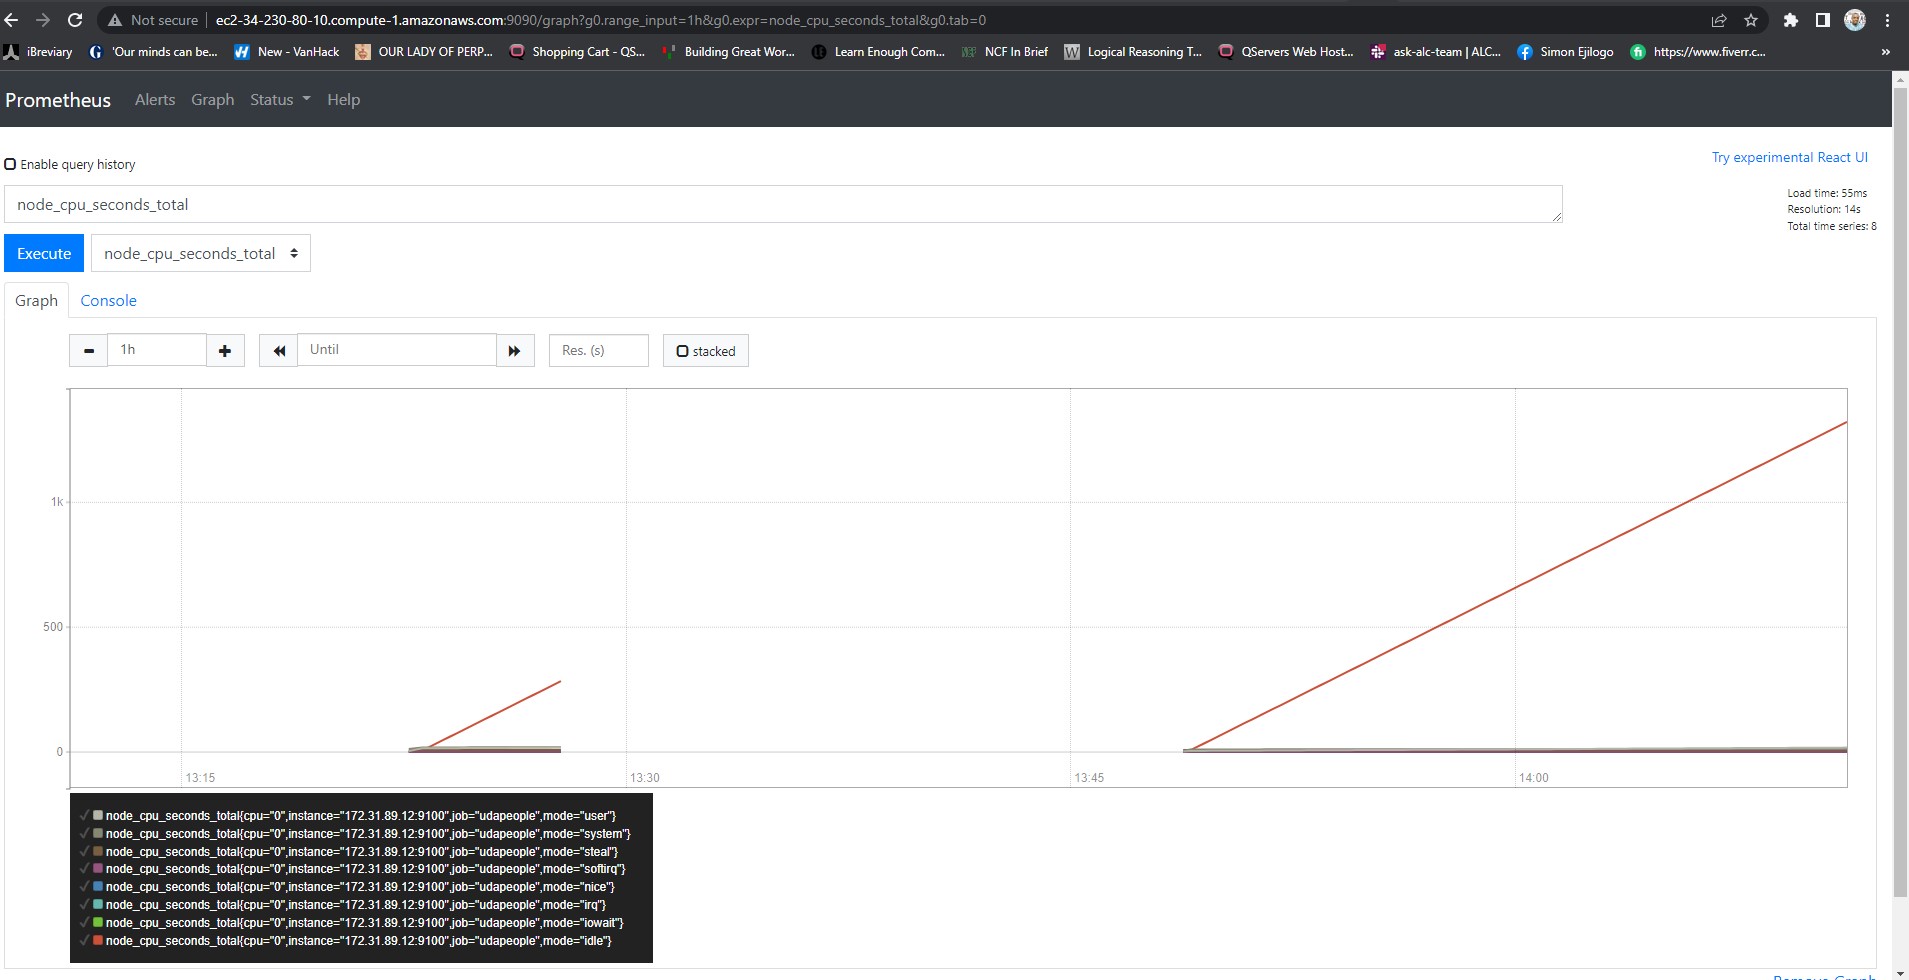 Not secure ec2-34-230-80-10.compute-1.amazonaws.com:9090/graph?g0.range_input=1h&g0.expr=node_cpu_seconds_total&g0.tab=0
iBreviary 'Our minds can be... New - VanHack OUR LADY OF PERP... Shopping Cart - QS... Building Great Wor... Learn Enough Com... NCF In Brief Logical Reasoning T... QServers Web Host... ask-alc-team | ALC... Simon Ejilogo https://www.fiverr.c... »
Prometheus Alerts Graph Status Help
Enable query history
Try experimental React UI
node_cpu_seconds_total
Load time: 55ms
Resolution: 14s
Total time series: 8
Execute node_cpu_seconds_total
Graph Console
1h Until Res. (s) stacked
1k
500
0
13:15 13:30 13:45 14:00
node_cpu_seconds_total{cpu="0",instance="172.31.89.12:9100",job="udapeople",mode="user"}
node_cpu_seconds_total{cpu="0",instance="172.31.89.12:9100",job="udapeople",mode="system"}
node_cpu_seconds_total{cpu="0",instance="172.31.89.12:9100",job="udapeople",mode="steal"}
node_cpu_seconds_total{cpu="0",instance="172.31.89.12:9100",job="udapeople",mode="softirq"}
node_cpu_seconds_total{cpu="0",instance="172.31.89.12:9100",job="udapeople",mode="nice"}
node_cpu_seconds_total{cpu="0",instance="172.31.89.12:9100",job="udapeople",mode="irq"}
node_cpu_seconds_total{cpu="0",instance="172.31.89.12:9100",job="udapeople",mode="iowait"}
node_cpu_seconds_total{cpu="0",instance="172.31.89.12:9100",job="udapeople",mode="idle"}
Remove Graph